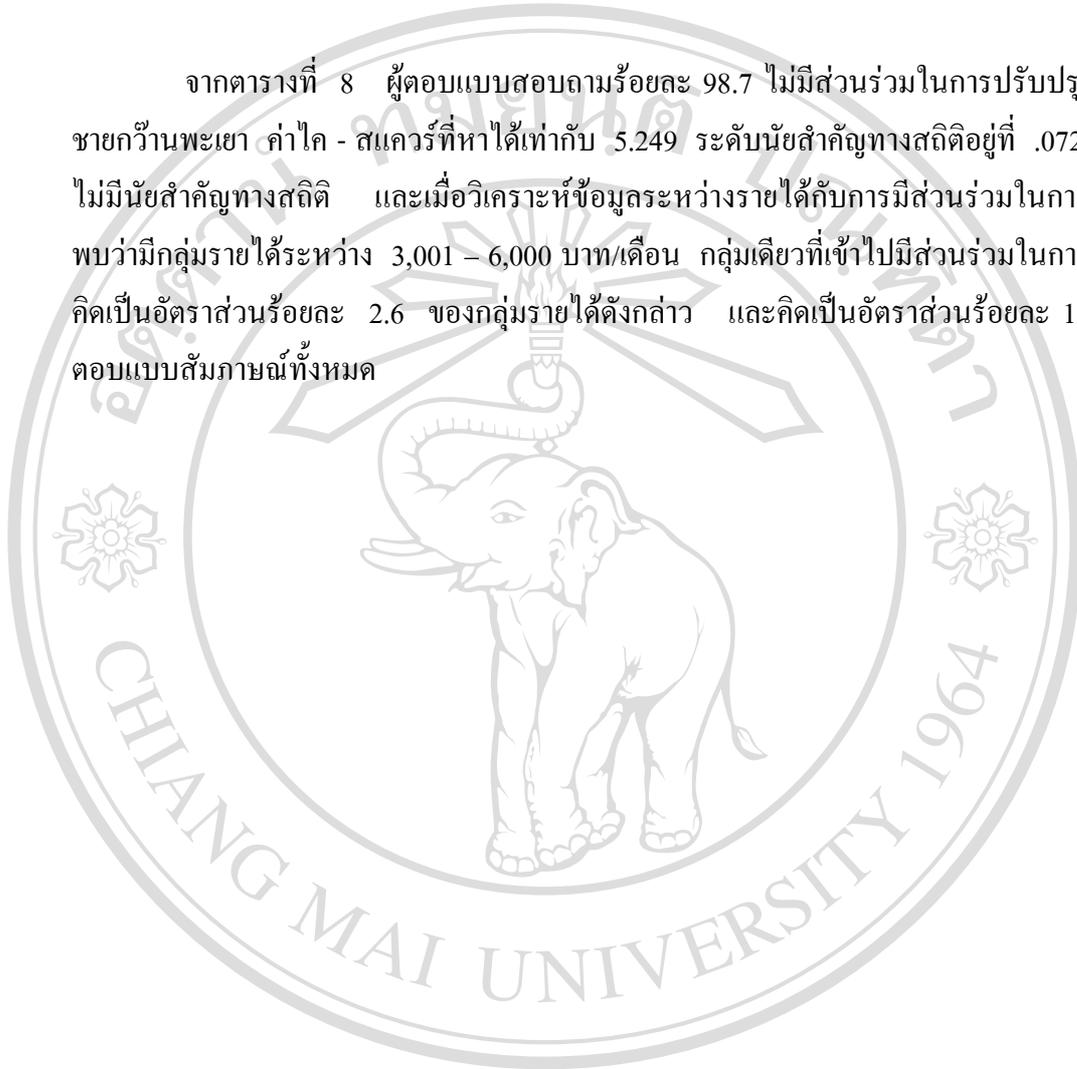 จากตารางที่ 8 ผู้ตอบแบบสอบถามร้อยละ 98.7 ไม่มีส่วนร่วมในการปรับปรุ
ชายกว๊านพะเยา ค่าไค - สแควร์ที่หาได้เท่ากับ 5.249 ระดับนัยสำคัญทางสถิติอยู่ที่ .072
ไม่มีนัยสำคัญทางสถิติ และเมื่อวิเคราะห์ข้อมูลระหว่างรายได้กับการมีส่วนร่วมในกา
พบว่ามีกลุ่มรายได้ระหว่าง 3,001 – 6,000 บาท/เดือน กลุ่มเดียวที่เข้าไปมีส่วนร่วมในกา
คิดเป็นอัตราส่วนร้อยละ 2.6 ของกลุ่มรายได้ดังกล่าว และคิดเป็นอัตราส่วนร้อยละ 1
ตอบแบบสัมภาษณ์ทั้งหมด
อตฺตานํ ทมยนฺติ ปณฺฑิตา
CHIANG MAI UNIVERSITY 1964